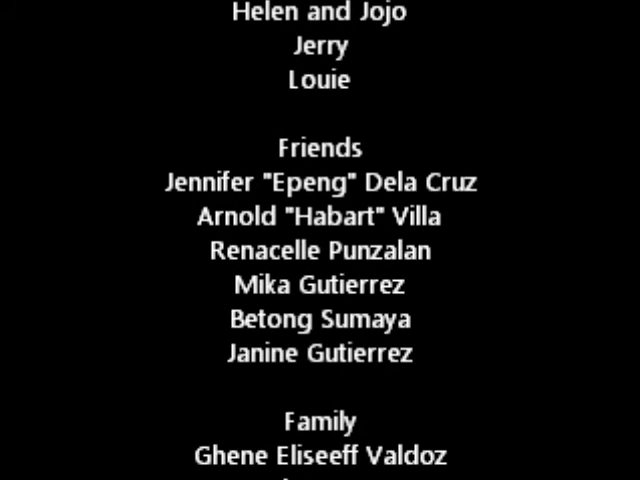 Helen and Jojo
Jerry
Louie
Friends
Jennifer "Epeng" Dela Cruz
Arnold "Habart" Villa
Renacelle Punzalan
Mika Gutierrez
Betong Sumaya
Janine Gutierrez
Family
Ghene Eliseeff Valdoz